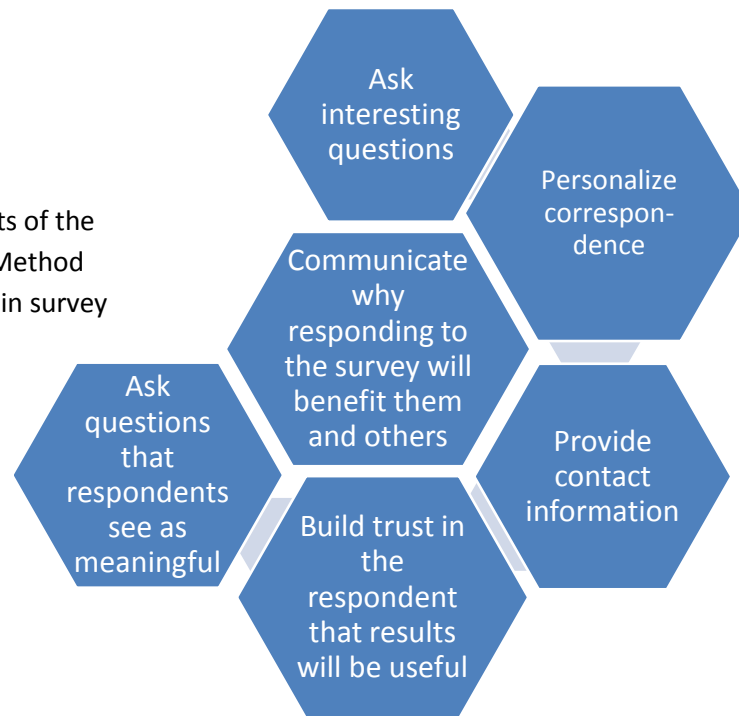 Ask
interesting
questions
Personalize
correspon-
dence
ts of the
Method
in survey
Communicate
why
responding to
the survey will
benefit them
and others
Ask
questions
that
respondents
see as
meaningful
Provide
contact
information
Build trust in
the
respondent
that results
will be useful